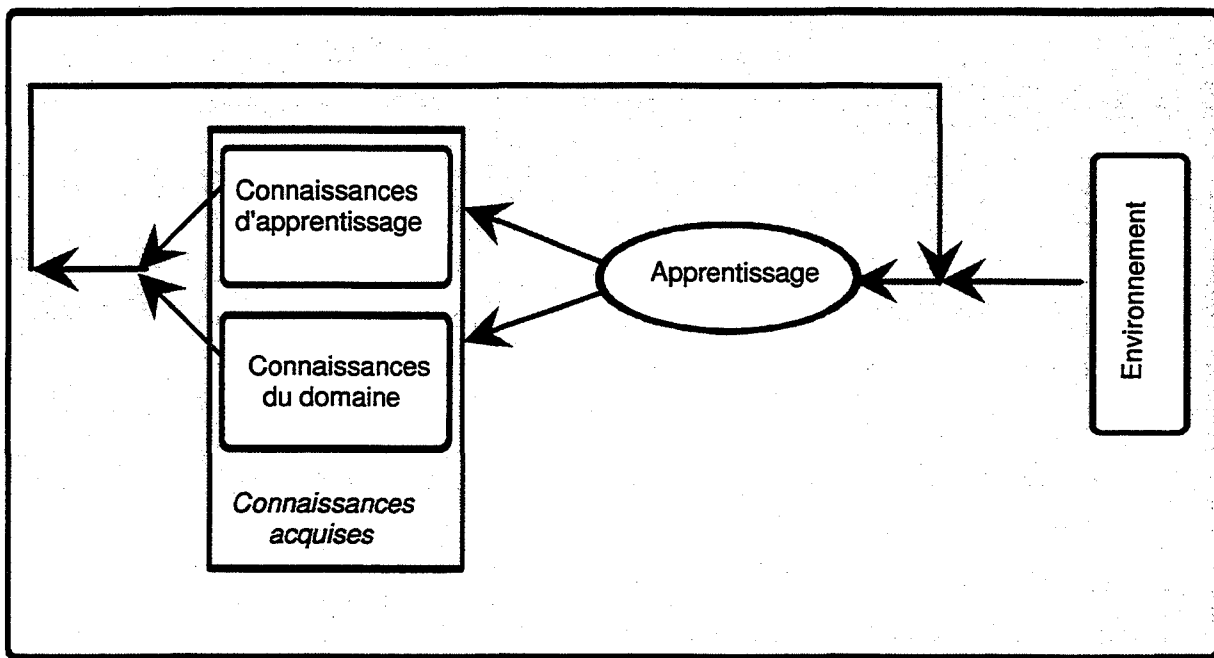 Connaissances
d'apprentissage
Connaissances
du domaine
Connaissances
acquises
Apprentissage
Environnement